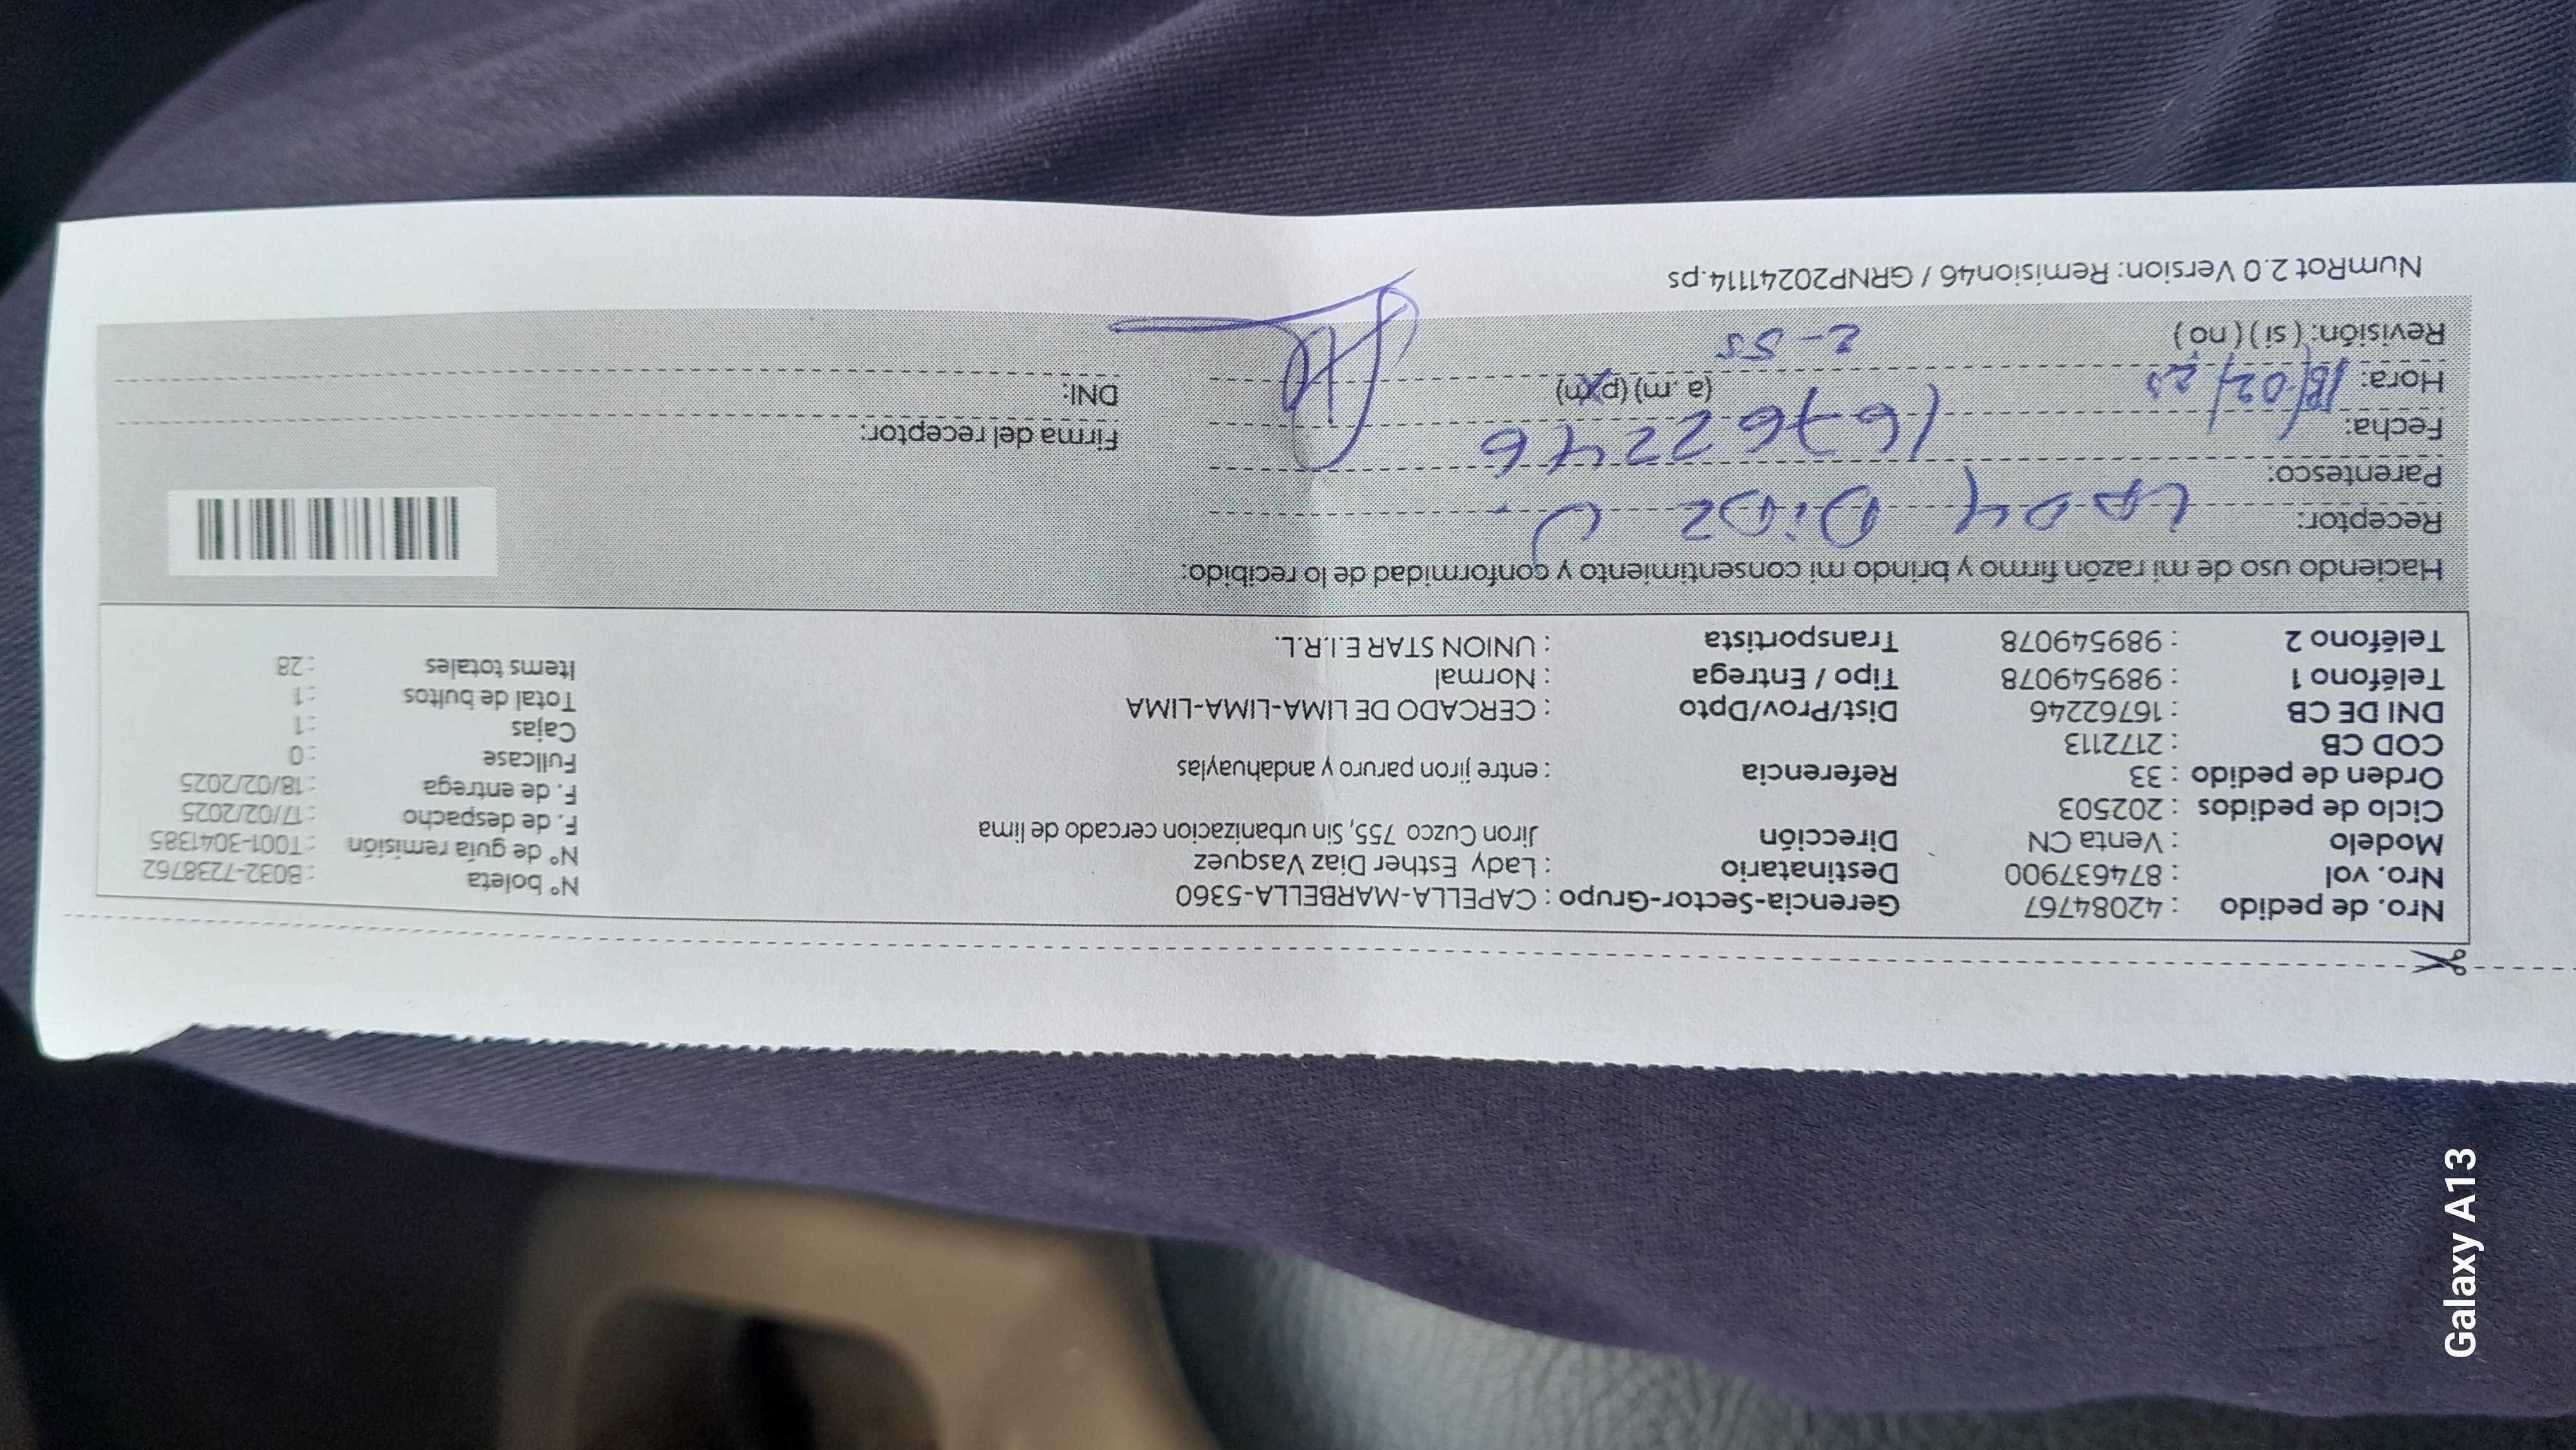 Nro. de pedido : 42084767 Gerencia-Sector-Grupo : CAPELLA-MARBELLA-5360 N° boleta : B032-7238762
Nro. vol : 874637900 Destinatario : Lady Esther Diaz Vasquez N° de guía remisión : T001-3041385
Modelo : Venta CN Dirección Jiron Cuzco 755, Sin urbanizacion cercado de lima F. de despacho : 17/02/2025
Ciclo de pedidos : 202503 F. de entrega : 18/02/2025
Orden de pedido : 33 Referencia : entre jiron paruro y andahuaylas Fullcase : 0
COD CB : 2172113 Cajas : 1
DNI DE CB : 16762246 Dist/Prov/Dpto : CERCADO DE LIMA-LIMA-LIMA Total de bultos : 1
Teléfono 1 : 989549078 Tipo / Entrega : Normal Items totales : 28
Teléfono 2 : 989549078 Transportista : UNION STAR E.I.R.L.
Haciendo uso de mi razón firmo y brindo mi consentimiento y conformidad de lo recibido:
Receptor: LADY DiAz V.
Parentesco:
Fecha: 16762246 Firma del receptor:
Hora: 18/02/25 (a. m) (p. m) DNI:
Revisión: ( si ) ( no ) 2-55
NumRot 2.0 Version: Remision46 / GRNP20241114.ps
Galaxy A13